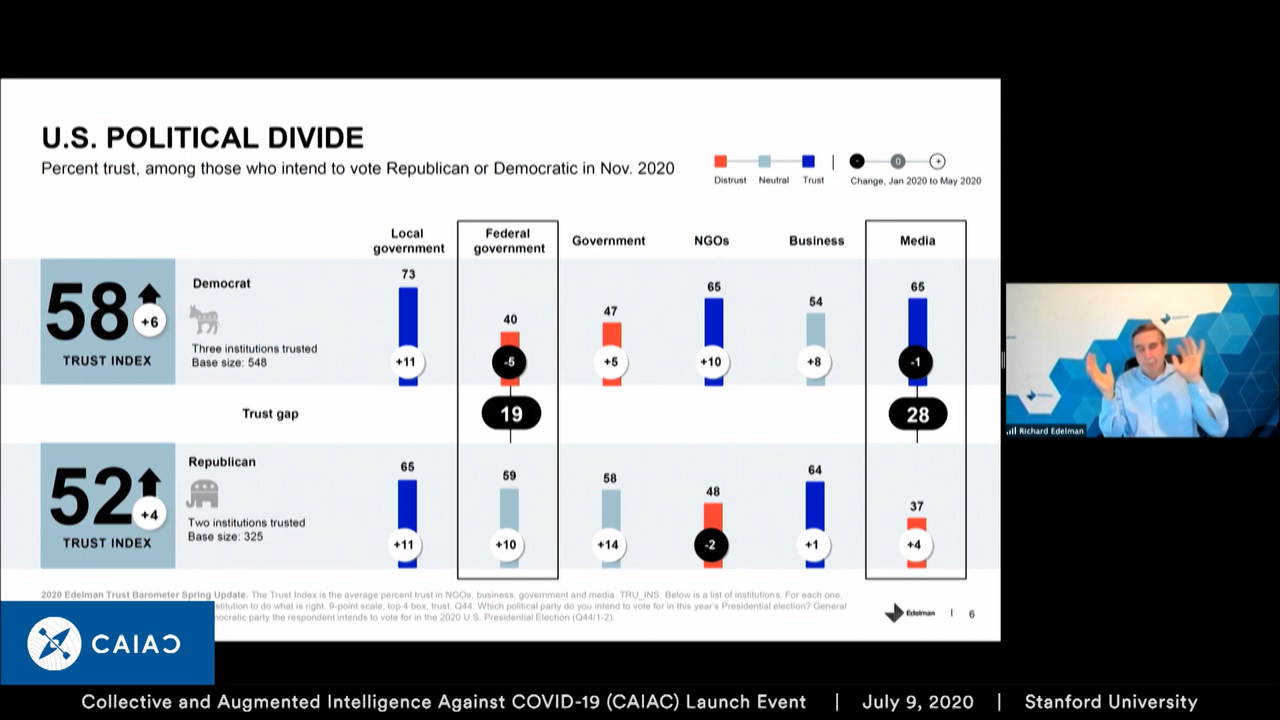 U.S. POLITICAL DIVIDE
Percent trust, among those who intend to vote Republican or Democratic in Nov. 2020
Distrust Neutral Trust
- 0 +
Change, Jan 2020 to May 2020
Local government
Federal government
Government
NGOs
Business
Media
58
+6
TRUST INDEX
Democrat
Three institutions trusted
Base size: 548
73 40 47 65 54 65
+11 -5 +5 +10 +8 -1
Trust gap
19
28
52
+4
TRUST INDEX
Republican
Two institutions trusted
Base size: 325
65 59 58 48 64 37
+11 +10 +14 -2 +1 +4
2020 Edelman Trust Barometer Spring Update. The Trust Index is the average percent trust in NGOs, business, government and media. TRU_INS. Below is a list of institutions. For each one,
stitution to do what is right. 9-point scale; top 4 box, trust. Q44. Which political party do you intend to vote for in this year's Presidential election? General
ocratic party the respondent intends to vote for in the 2020 U.S. Presidential Election (Q44/1-2).
Edelman | 6
Richard Edelman
CAIAC
Collective and Augmented Intelligence Against COVID-19 (CAIAC) Launch Event | July 9, 2020 | Stanford University